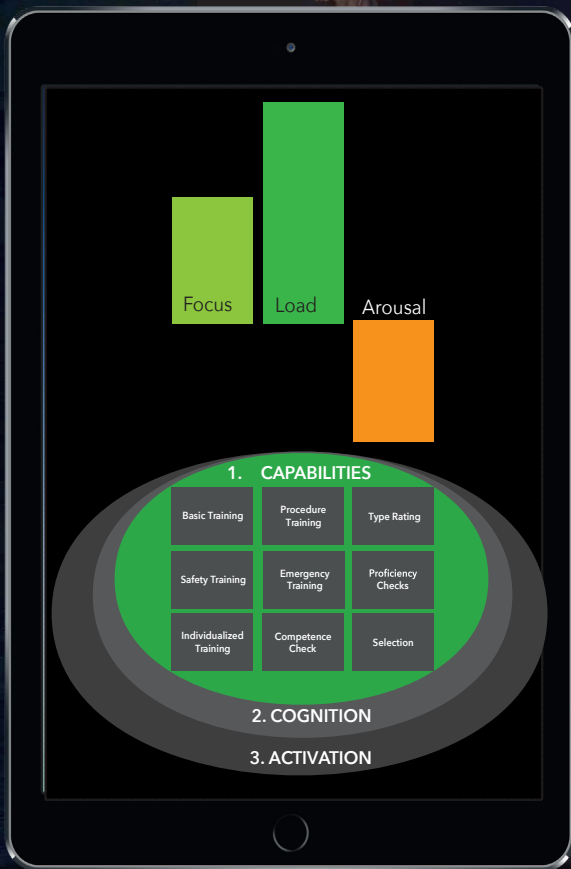 Focus
Load
Arousal
1. CAPABILITIES
Basic Training
Procedure
Training
Type Rating
Safety Training
Emergency
Training
Proficiency
Checks
Individualized
Training
Competence
Check
Selection
2. COGNITION
3. ACTIVATION